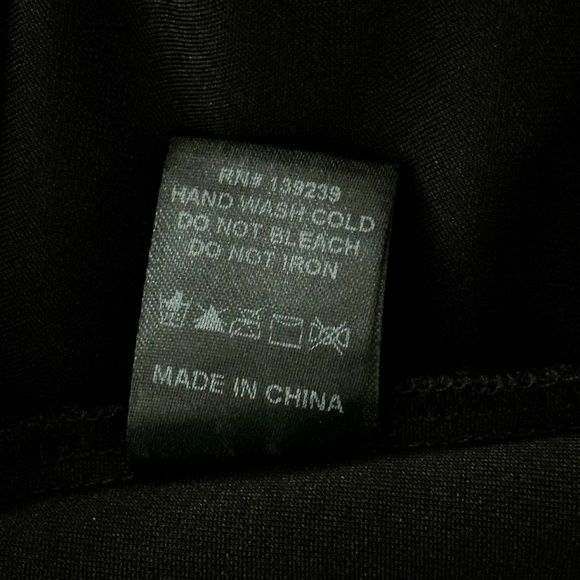 RN# 139239
HAND WASH COLD
DO NOT BLEACH
DO NOT IRON
MADE IN CHINA